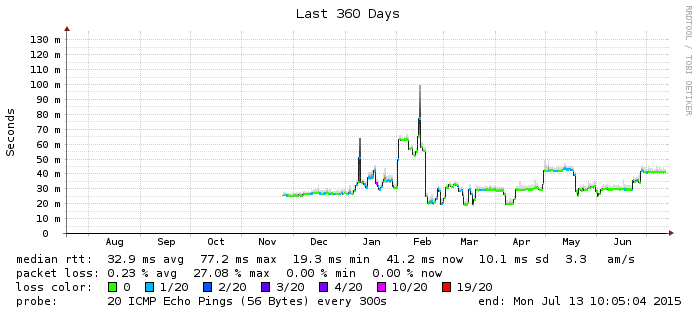 Last 360 Days
RRDTOOL / TOBI OETIKER
Seconds
130 m
120 m
110 m
100 m
90 m
80 m
70 m
60 m
50 m
40 m
30 m
20 m
10 m
0
Aug Sep Oct Nov Dec Jan Feb Mar Apr May Jun
median rtt: 32.9 ms avg 77.2 ms max 19.3 ms min 41.2 ms now 10.1 ms sd 3.3 am/s
packet loss: 0.23 % avg 27.08 % max 0.00 % min 0.00 % now
loss color: 0 1/20 2/20 3/20 4/20 10/20 19/20
probe: 20 ICMP Echo Pings (56 Bytes) every 300s end: Mon Jul 13 10:05:04 2015